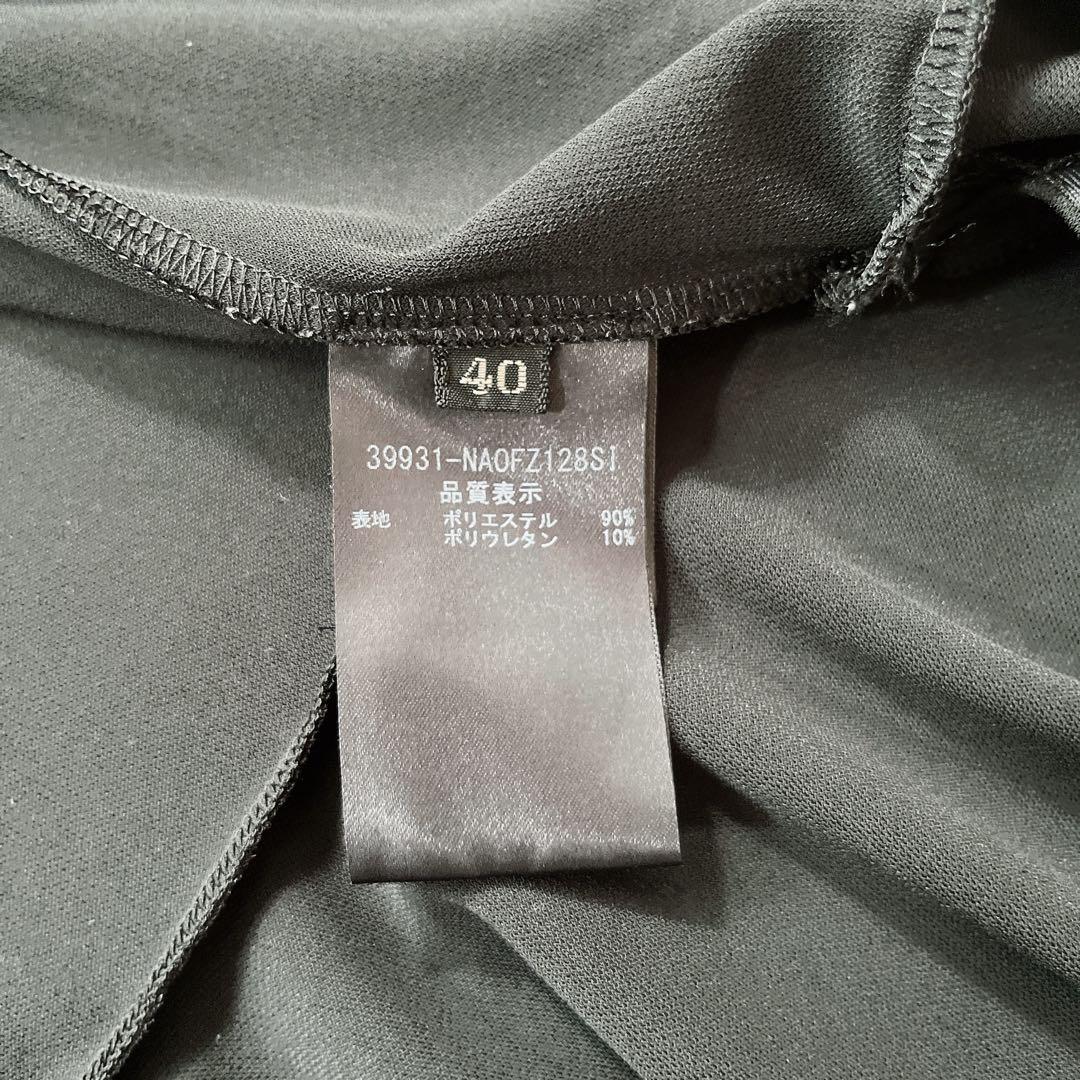 40
39931-NAOFZ128SI
品質表示
表地 ポリエステル 90%
ポリウレタン 10%